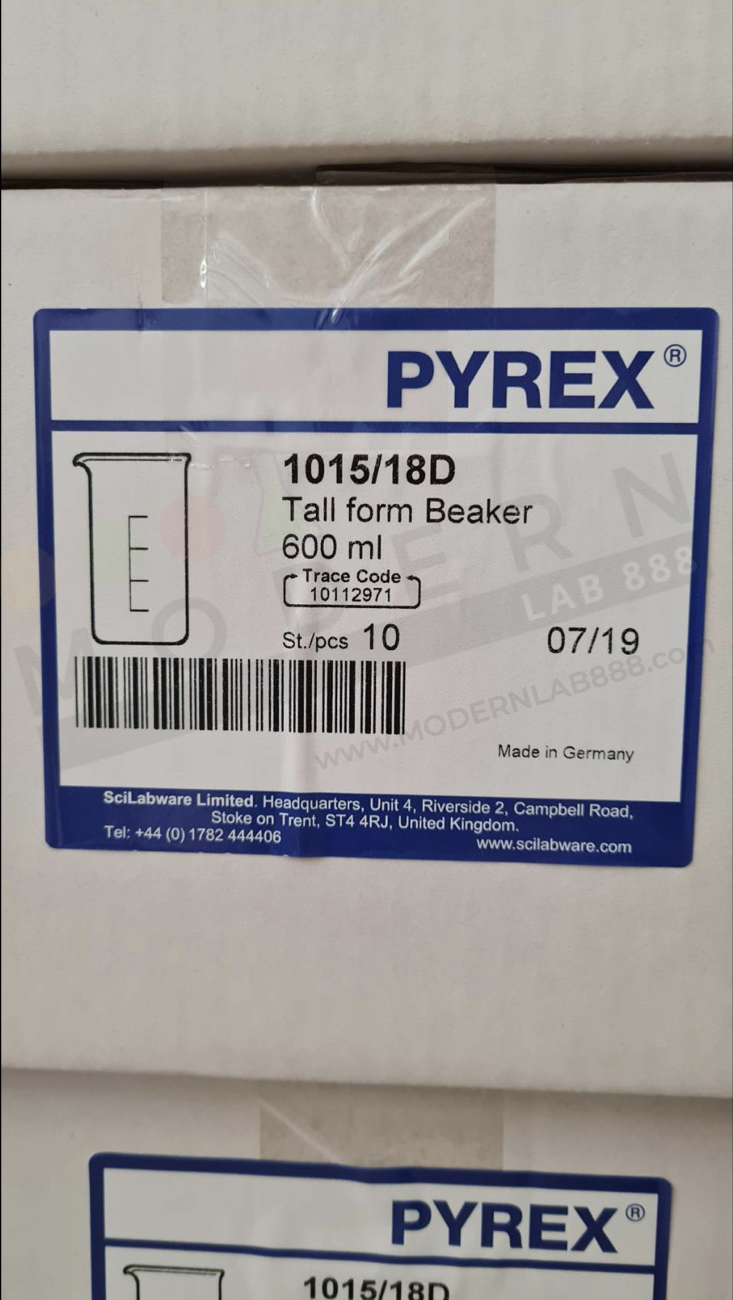 PYREX®
1015/18D
Tall form Beaker
600 ml
Trace Code
10112971
St./pcs 10 07/19
Made in Germany
SciLabware Limited. Headquarters, Unit 4, Riverside 2, Campbell Road,
Stoke on Trent, ST4 4RJ, United Kingdom.
Tel: +44 (0) 1782 444406 www.scilabware.com
MODERN
LAB 888
www.MODERNLAB888.com
PYREX®
1015/18D